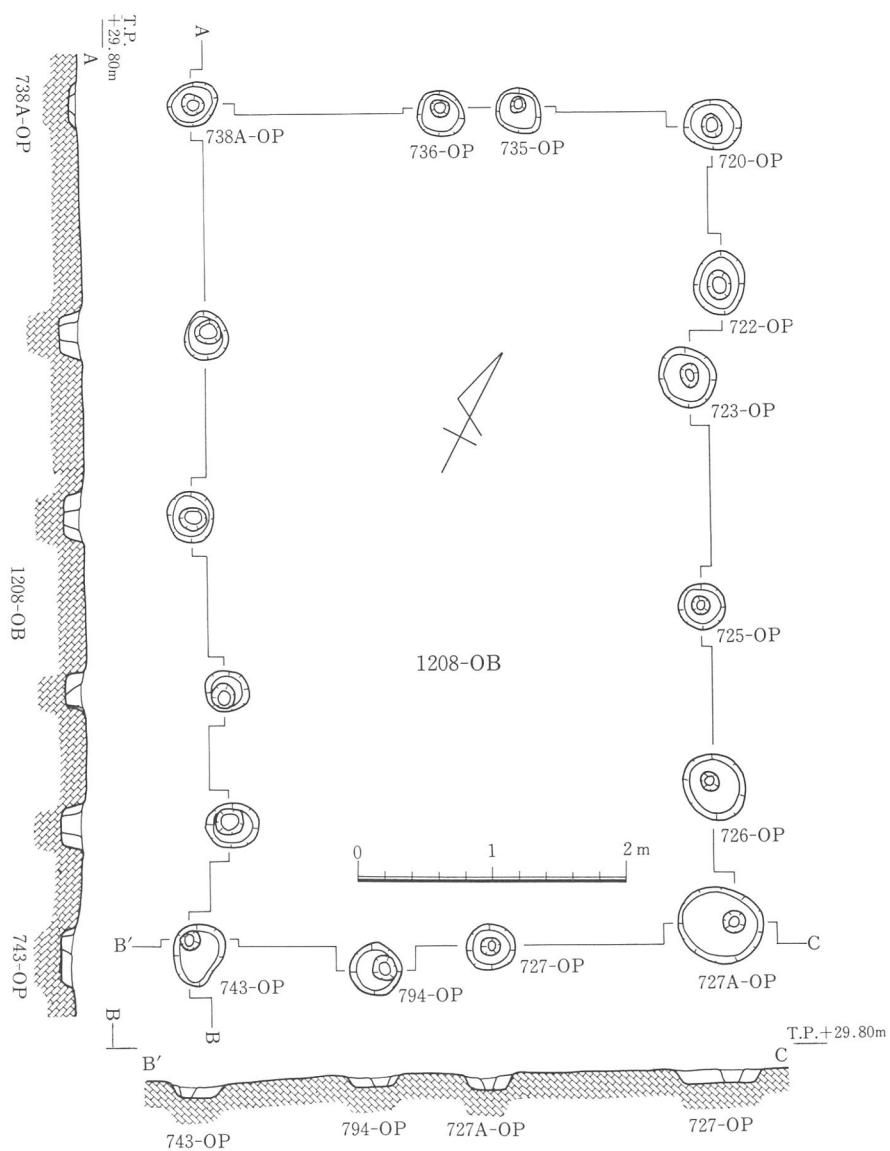 T.P.
+29.80m
A
A
738A-OP
738A-OP
736-OP
735-OP
720-OP
722-OP
723-OP
725-OP
1208-OB
1208-OB
726-OP
0
1
2m
743-OP
B'
743-OP
794-OP
727-OP
727A-OP
C
B
B
T.P.+29.80m
B'
C
743-OP
794-OP
727A-OP
727-OP